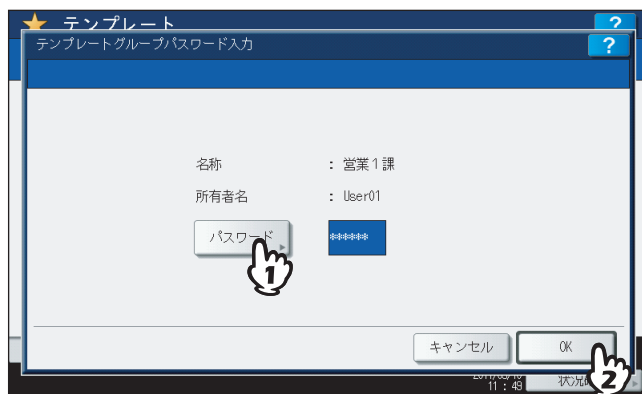 テンプレート
?
テンプレートグループパスワード入力
?
名称 : 営業1課
所有者名 : User01
パスワード ******
1
キャンセル OK
2
11 : 49